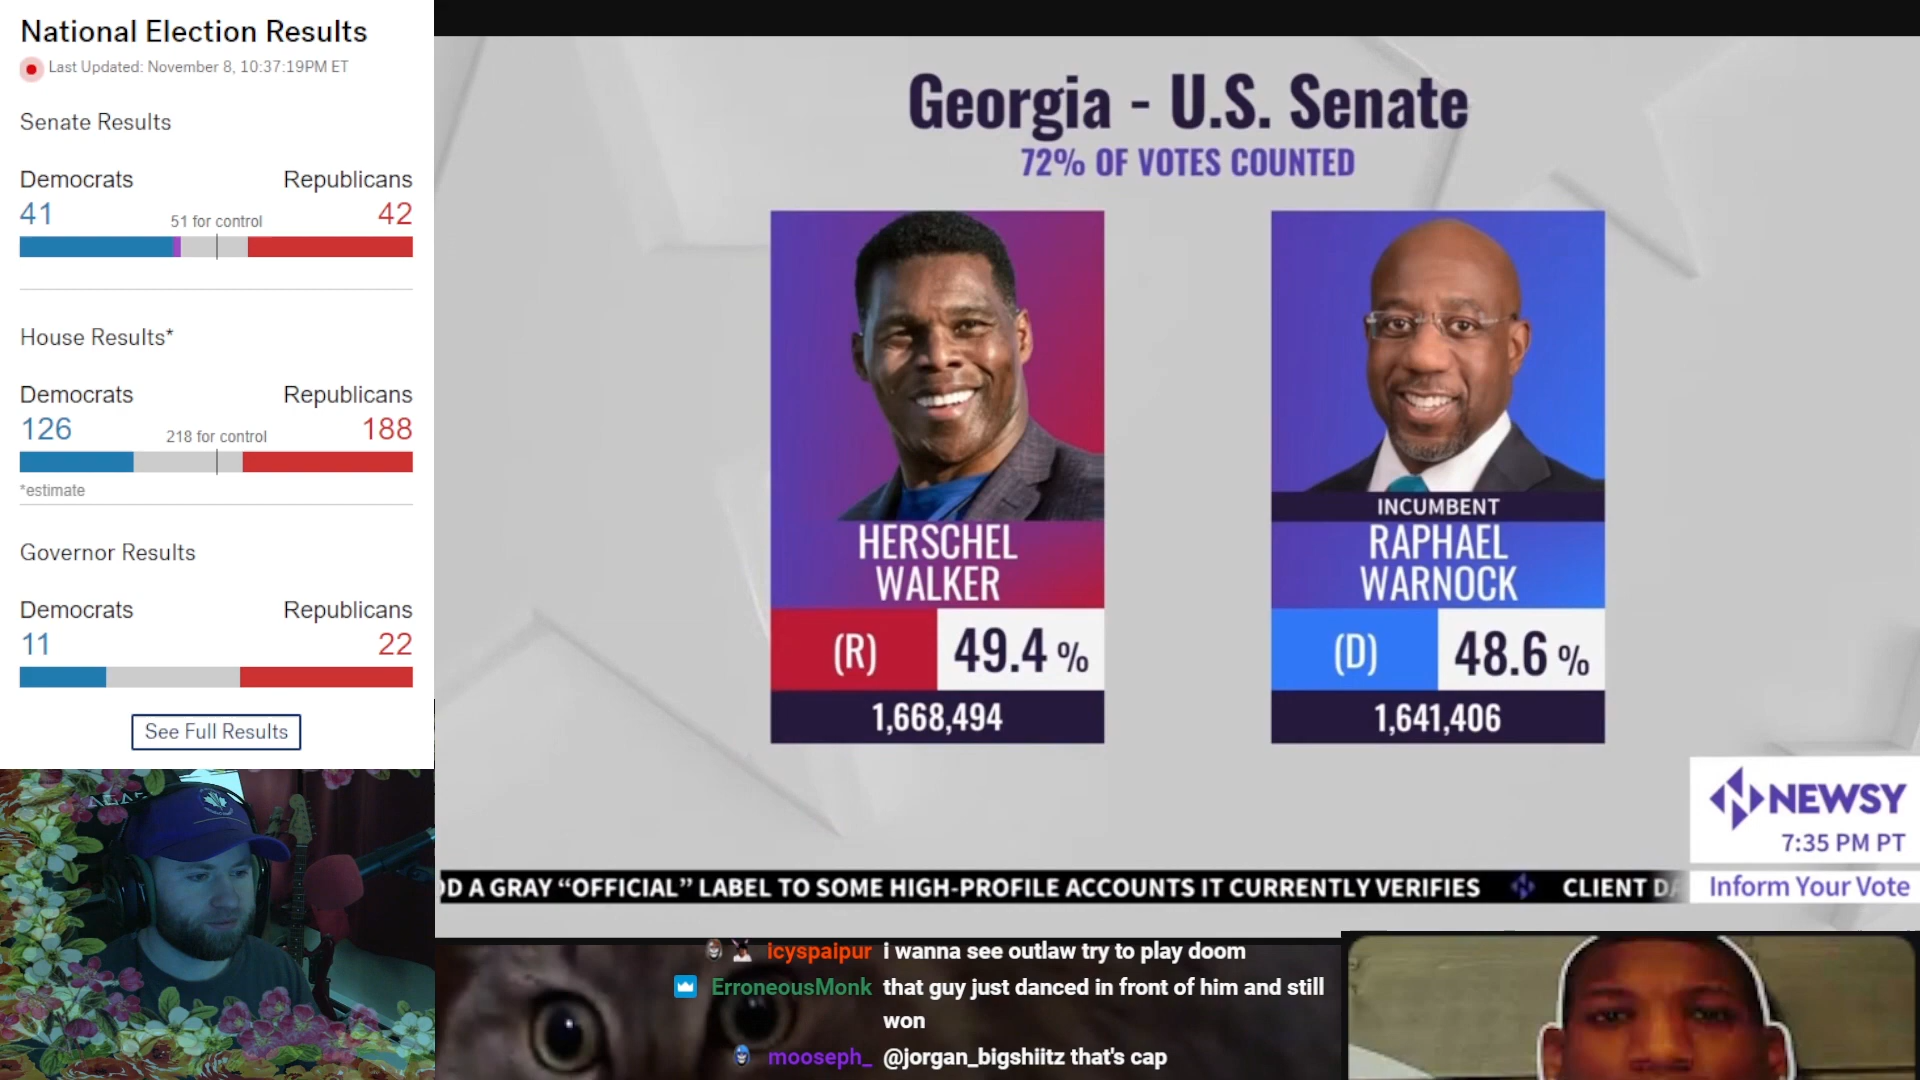 National Election Results
Last Updated: November 8, 10:37:19PM ET
Senate Results
Democrats Republicans
41 51 for control 42
House Results*
Democrats Republicans
126 218 for control 188
*estimate
Governor Results
Democrats Republicans
11 22
See Full Results
Georgia - U.S. Senate
72% OF VOTES COUNTED
INCUMBENT
HERSCHEL
WALKER
RAPHAEL
WARNOCK
(R) 49.4 %
(D) 48.6 %
1,668,494
1,641,406
NEWSY
7:35 PM PT
A GRAY “OFFICIAL” LABEL TO SOME HIGH-PROFILE ACCOUNTS IT CURRENTLY VERIFIES CLIENT
Inform Your Vote
icyspaipur i wanna see outlaw try to play doom
ErroneousMonk that guy just danced in front of him and still
won
mooseph_ @jorgan_bigshiitz that's cap